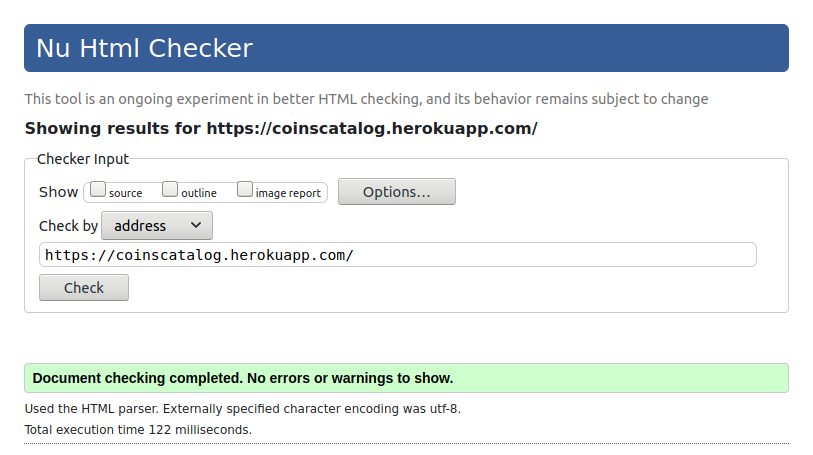 Nu Html Checker
This tool is an ongoing experiment in better HTML checking, and its behavior remains subject to change
Showing results for https://coinscatalog.herokuapp.com/
Checker Input
Show source outline image report Options...
Check by address
https://coinscatalog.herokuapp.com/
Check
Document checking completed. No errors or warnings to show.
Used the HTML parser. Externally specified character encoding was utf-8.
Total execution time 122 milliseconds.